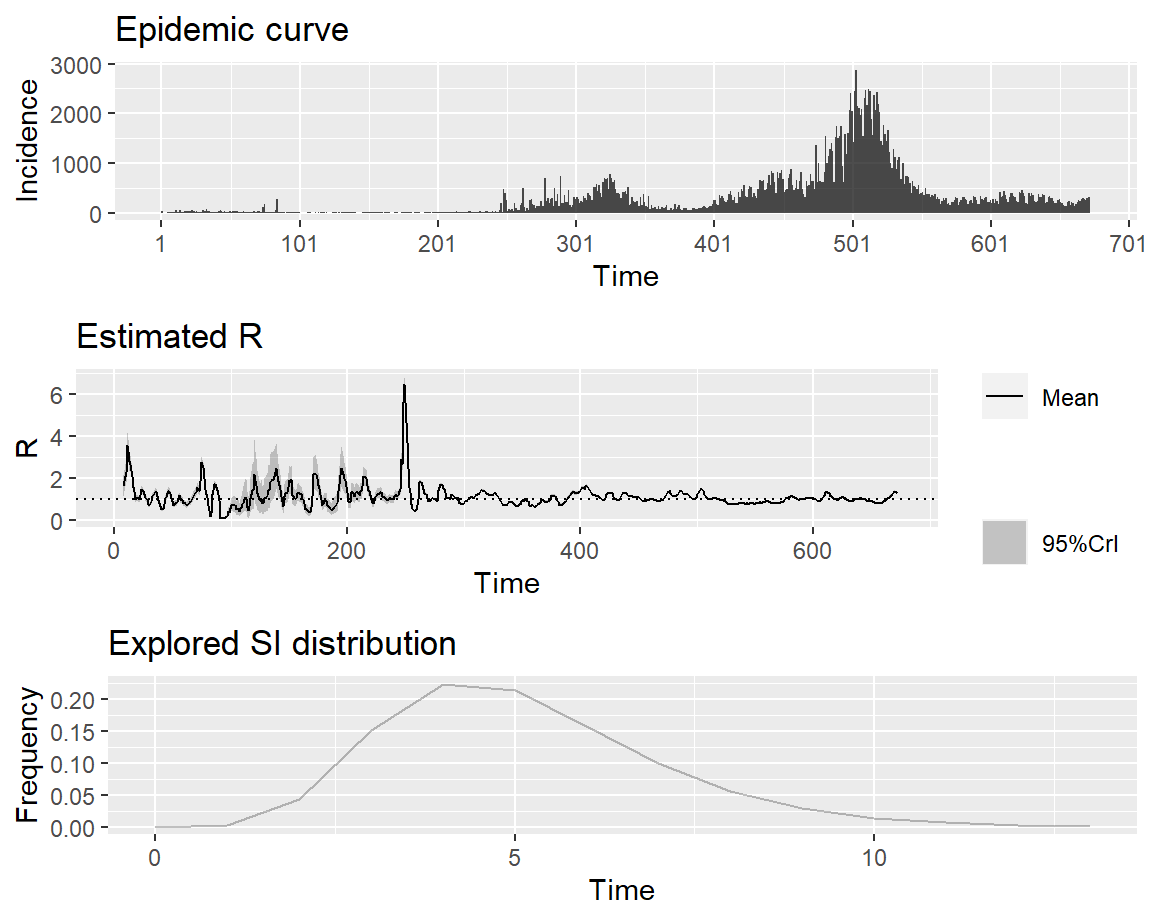 Epidemic curve
Incidence
3000
2000
1000
0
1 101 201 301 401 501 601 701
Time
Estimated R
R
6
4
2
0
0 200 400 600
Time
Mean
95%CrI
Explored SI distribution
Frequency
0.20
0.15
0.10
0.05
0.00
0 5 10
Time